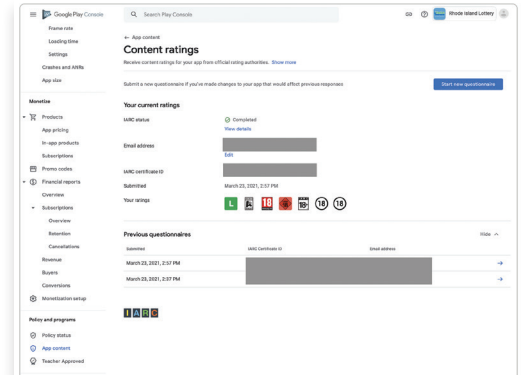 Google Play Console
Search Play Console
Rhode Island Lottery
Frame rate
Loading time
Settings
Crashes and ANRs
App size
Monetize
Products
App pricing
In-app products
Subscriptions
Promo codes
Financial reports
Overview
Subscriptions
Overview
Retention
Cancellations
Revenue
Buyers
Conversions
Monetization setup
Policy and programs
Policy status
App content
Teacher Approved
← App content
Content ratings
Receive content ratings for your app from official rating authorities. Show more
Submit a new questionnaire if you've made changes to your app that would affect previous responses
Start new questionnaire
Your current ratings
IARC status
Completed
View details
Email address
Edit
IARC certificate ID
Submitted
March 23, 2021, 2:57 PM
Your ratings
L
18
18+
18
18
Previous questionnaires
Hide
Submitted
IARC Certificate ID
Email address
March 23, 2021, 2:57 PM
March 23, 2021, 2:37 PM
IARC